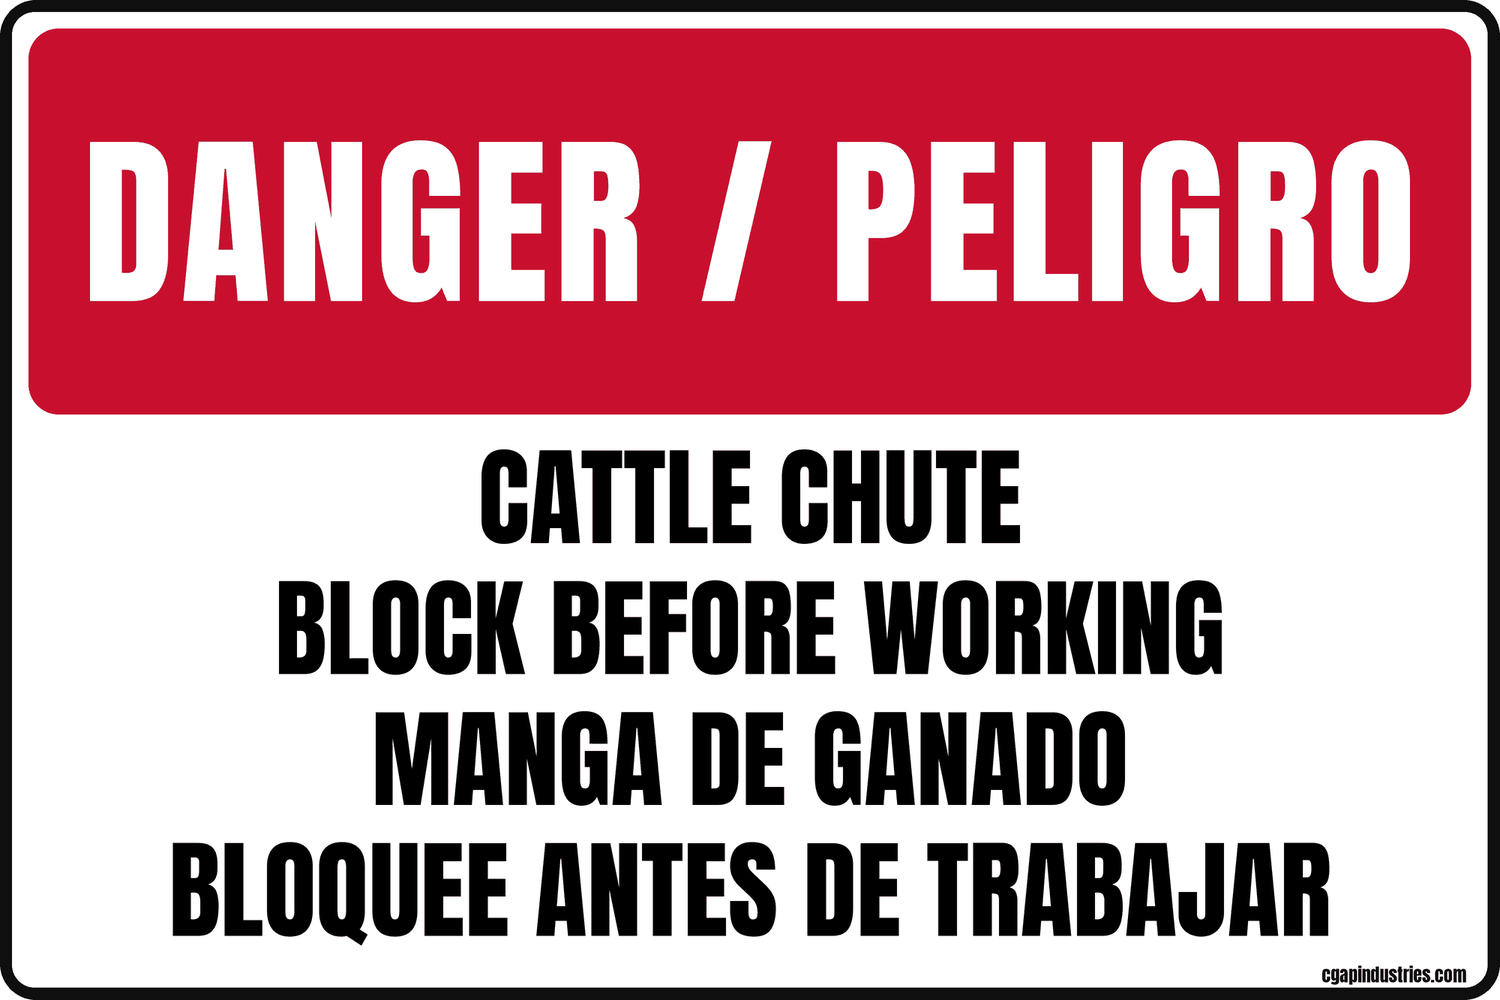 DANGER / PELIGRO
CATTLE CHUTE
BLOCK BEFORE WORKING
MANGA DE GANADO
BLOQUEE ANTES DE TRABAJAR
cgapindustries.com